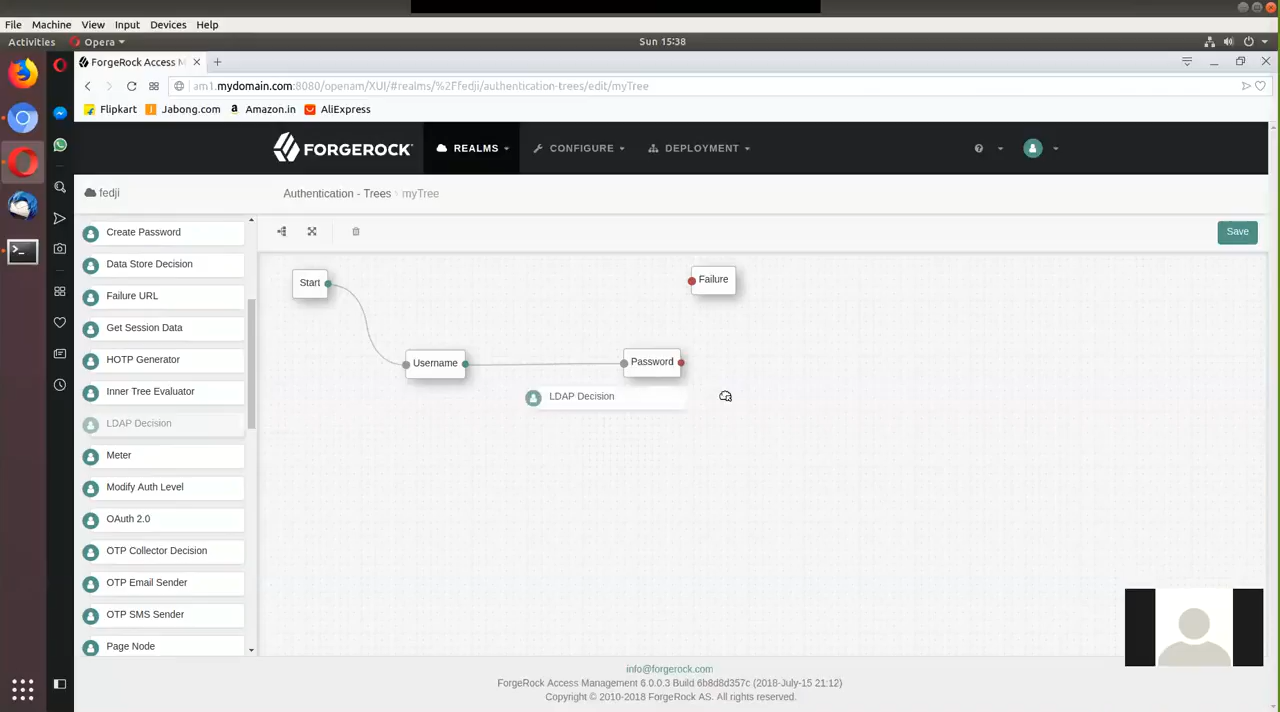 File Machine View Input Devices Help
Activities Opera Sun 15:38
ForgeRock Access M
am1.mydomain.com:8080/openam/XUI/#realms/%2Ffedji/authentication-trees/edit/myTree
Flipkart Jabong.com Amazon.in AliExpress
FORGEROCK REALMS CONFIGURE DEPLOYMENT
fedji Authentication - Trees myTree
Save
Create Password
Data Store Decision
Failure URL
Get Session Data
HOTP Generator
Inner Tree Evaluator
LDAP Decision
Meter
Modify Auth Level
OAuth 2.0
OTP Collector Decision
OTP Email Sender
OTP SMS Sender
Page Node
Start
Failure
Username
Password
LDAP Decision
info@forgerock.com
ForgeRock Access Management 6.0.0.3 Build 6b8d8d357c (2018-July-15 21:12)
Copyright © 2010-2018 ForgeRock AS. All rights reserved.